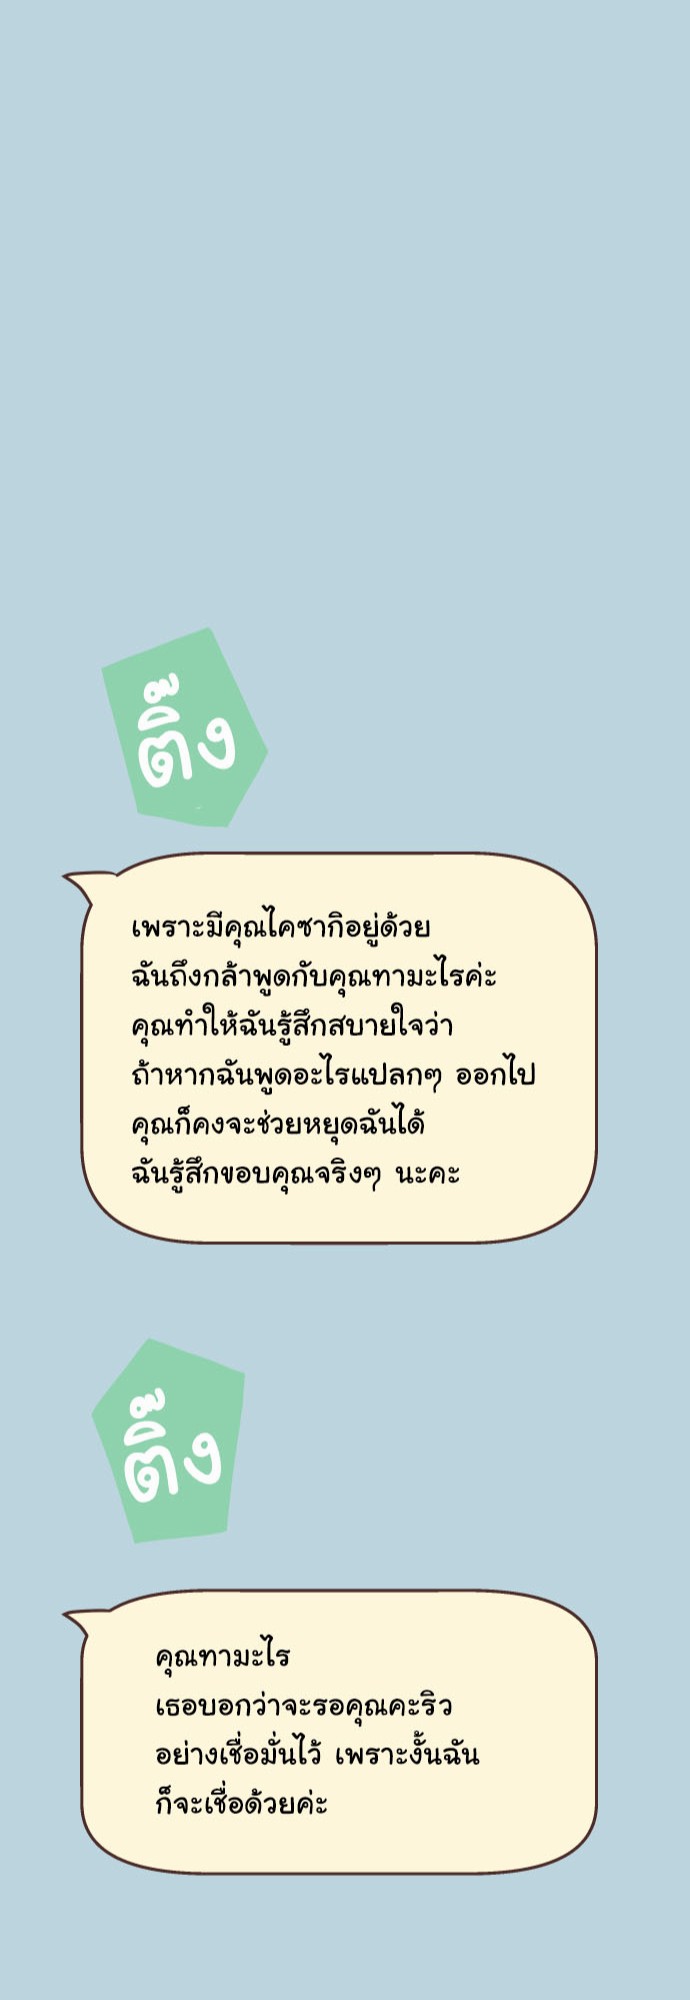 ติ๊ง
เพราะมีคุณไคซากิอยู่ด้วย
ฉันถึงกล้าพูดกับคุณทามะไรค่ะ
คุณทำให้ฉันรู้สึกสบายใจว่า
ถ้าหากฉันพูดอะไรแปลกๆ ออกไป
คุณก็คงจะช่วยหยุดฉันได้
ฉันรู้สึกขอบคุณจริงๆ นะคะ
ติ๊ง
คุณทามะไร
เธอบอกว่าจะรอคุณคะริว
อย่างเชื่อมั่นไว้ เพราะงั้นฉัน
ก็จะเชื่อด้วยค่ะ